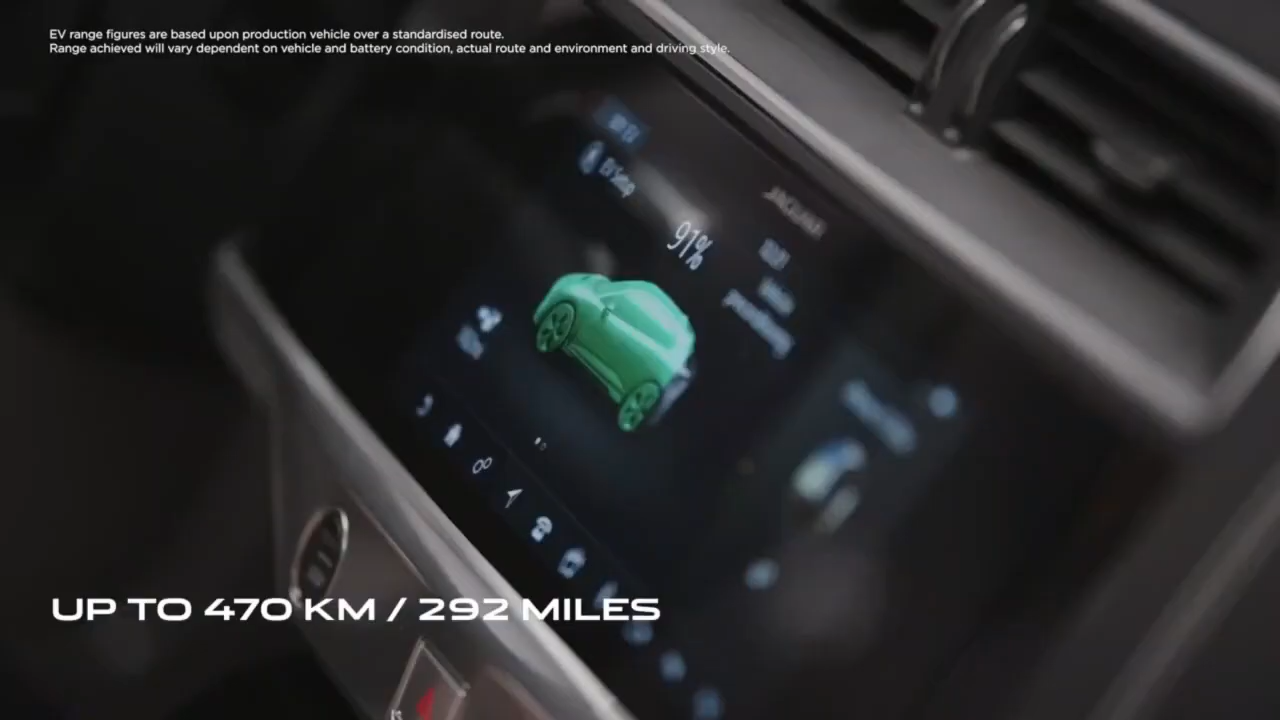 EV range figures are based upon production vehicle over a standardised route.
Range achieved will vary dependent on vehicle and battery condition, actual route and environment and driving style.
JAGUAR
91%
UP TO 470 KM / 292 MILES